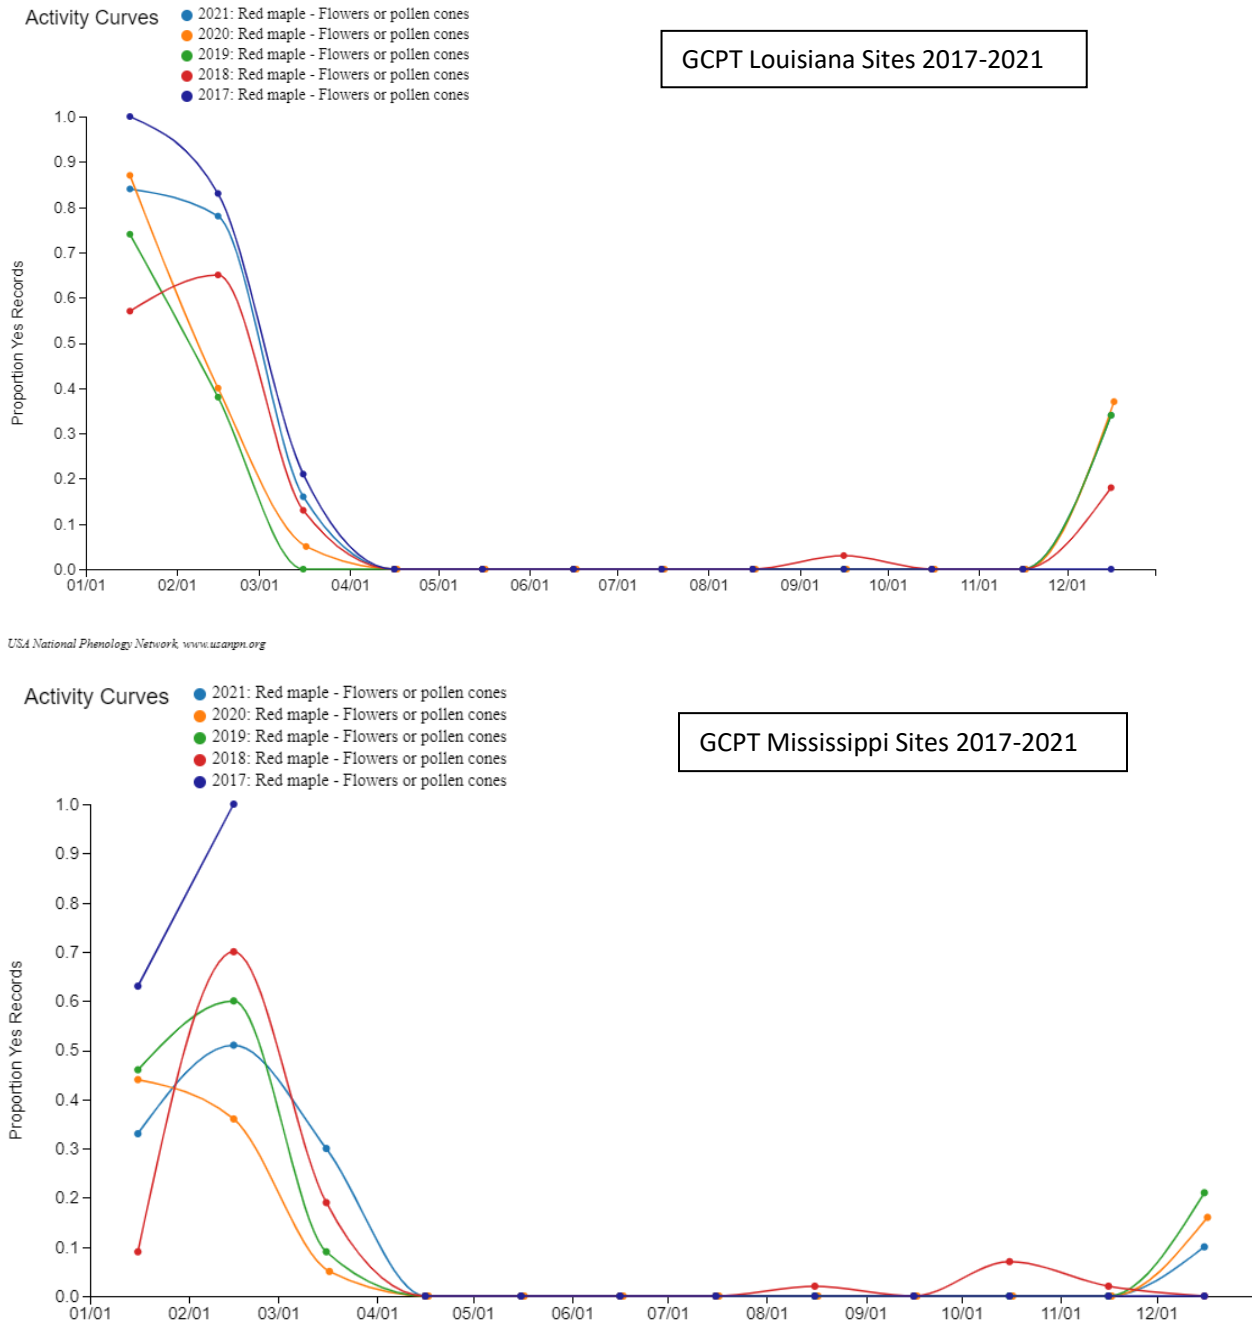 Activity Curves
2021: Red maple - Flowers or pollen cones
2020: Red maple - Flowers or pollen cones
2019: Red maple - Flowers or pollen cones
2018: Red maple - Flowers or pollen cones
2017: Red maple - Flowers or pollen cones
GCPT Louisiana Sites 2017-2021
Proportion Yes Records
1.0
0.9
0.8
0.7
0.6
0.5
0.4
0.3
0.2
0.1
0.0
01/01 02/01 03/01 04/01 05/01 06/01 07/01 08/01 09/01 10/01 11/01 12/01
USA National Phenology Network, www.usanpn.org
Activity Curves
2021: Red maple - Flowers or pollen cones
2020: Red maple - Flowers or pollen cones
2019: Red maple - Flowers or pollen cones
2018: Red maple - Flowers or pollen cones
2017: Red maple - Flowers or pollen cones
GCPT Mississippi Sites 2017-2021
Proportion Yes Records
1.0
0.9
0.8
0.7
0.6
0.5
0.4
0.3
0.2
0.1
0.0
01/01 02/01 03/01 04/01 05/01 06/01 07/01 08/01 09/01 10/01 11/01 12/01